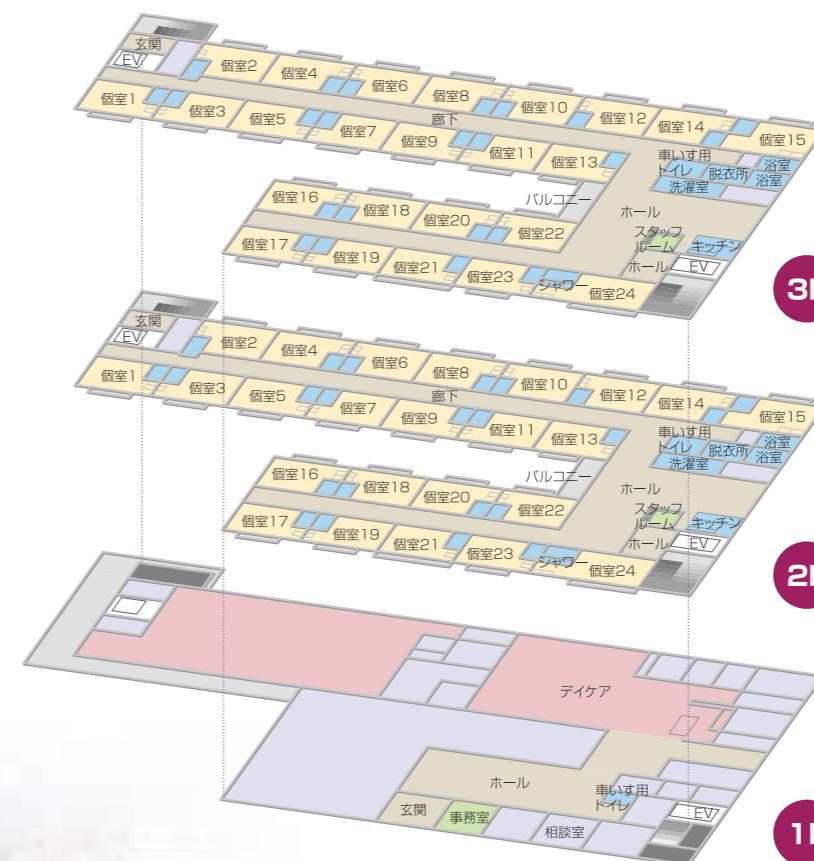 玄関
EV
個室2
個室4
個室6
個室8
個室10
個室12
個室14
個室15
個室1
個室3
個室5
個室7
個室9
個室11
個室13
廊下
車いす用
トイレ
脱衣所
浴室
浴室
洗濯室
バルコニー
個室16
個室18
個室20
個室22
ホール
スタッフ
ルーム
キッチン
個室17
個室19
個室21
個室23
シャワー
個室24
ホール
EV
3
玄関
EV
個室2
個室4
個室6
個室8
個室10
個室12
個室14
個室15
個室1
個室3
個室5
個室7
個室9
個室11
個室13
廊下
車いす用
トイレ
脱衣所
浴室
浴室
洗濯室
バルコニー
個室16
個室18
個室20
個室22
ホール
スタッフ
ルーム
キッチン
個室17
個室19
個室21
個室23
シャワー
個室24
ホール
EV
2
デイケア
ホール
車いす用
トイレ
玄関
事務室
相談室
EV
1